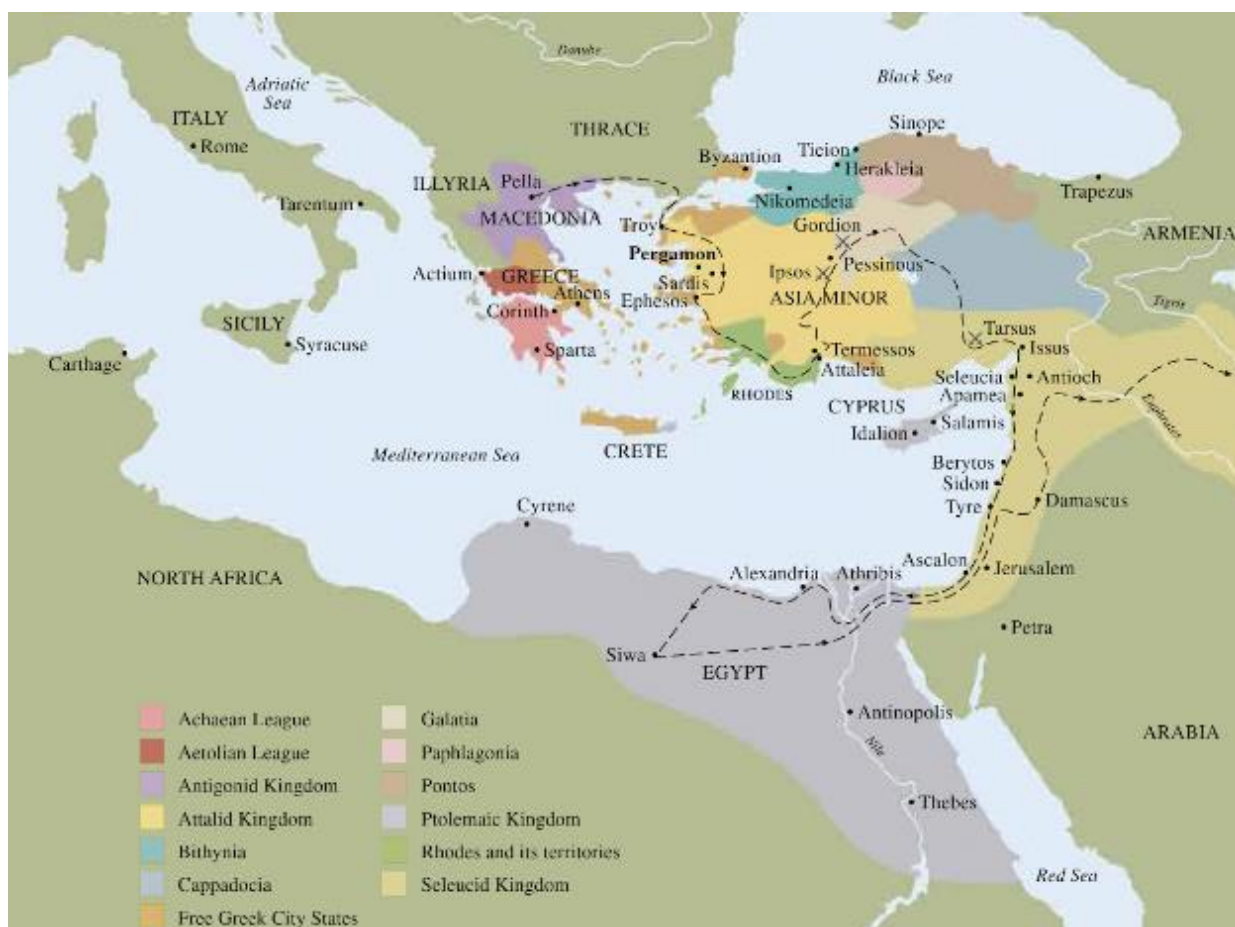 Danube
Adriatic
Sea
Black Sea
ITALY
Rome
THRACE
Sinope
Byzantion
Ticion
Herakleia
ILLYRIA
Pella
Trapezus
Tarentum
MACEDONIA
Nikomedeia
Troy
Gordion
ARMENIA
Pergamon
Actium
GREECE
Ipsos
Pessinous
Sardis
Athens
Ephesos
ASIA MINOR
Tigris
Corinth
SICILY
Tarsus
Syracuse
Sparta
Termessos
Issus
Carthage
Attaleia
Seleucia
Antioch
RHODES
Apamea
Euphrates
CYPRUS
Salamis
Idalion
CRETE
Mediterranean Sea
Berytos
Sidon
Cyrene
Tyre
Damascus
Ascalon
NORTH AFRICA
Alexandria
Athribis
Jerusalem
Petra
Siwa
EGYPT
Antinopolis
ARABIA
Nile
Thebes
Red Sea
Achaean League
Aetolian League
Antigonid Kingdom
Attalid Kingdom
Bithynia
Cappadocia
Free Greek City States
Galatia
Paphlagonia
Pontos
Ptolemaic Kingdom
Rhodes and its territories
Seleucid Kingdom